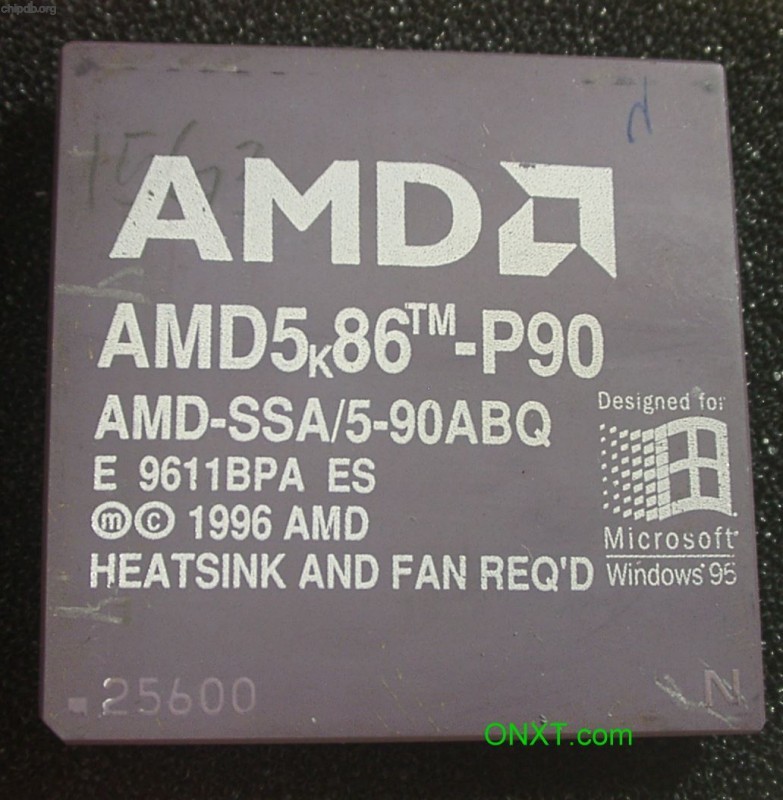 chipdb.org
AMD
AMD5K86™-P90
AMD-SSA/5-90ABQ
Designed for
E 9611BPA ES
ⓜ© 1996 AMD
Microsoft®
HEATSINK AND FAN REQ'D
Windows®95
25600
N
ONXT.com